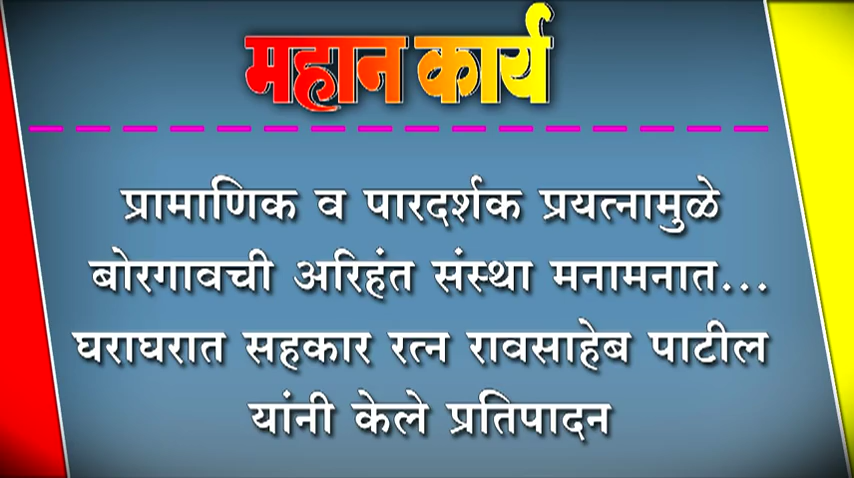 महान कार्य
प्रामाणिक व पारदर्शक प्रयत्नामुळे
बोरगावची अरिहंत संस्था मनामनात...
घराघरात सहकार रत्न रावसाहेब पाटील
यांनी केले प्रतिपादन